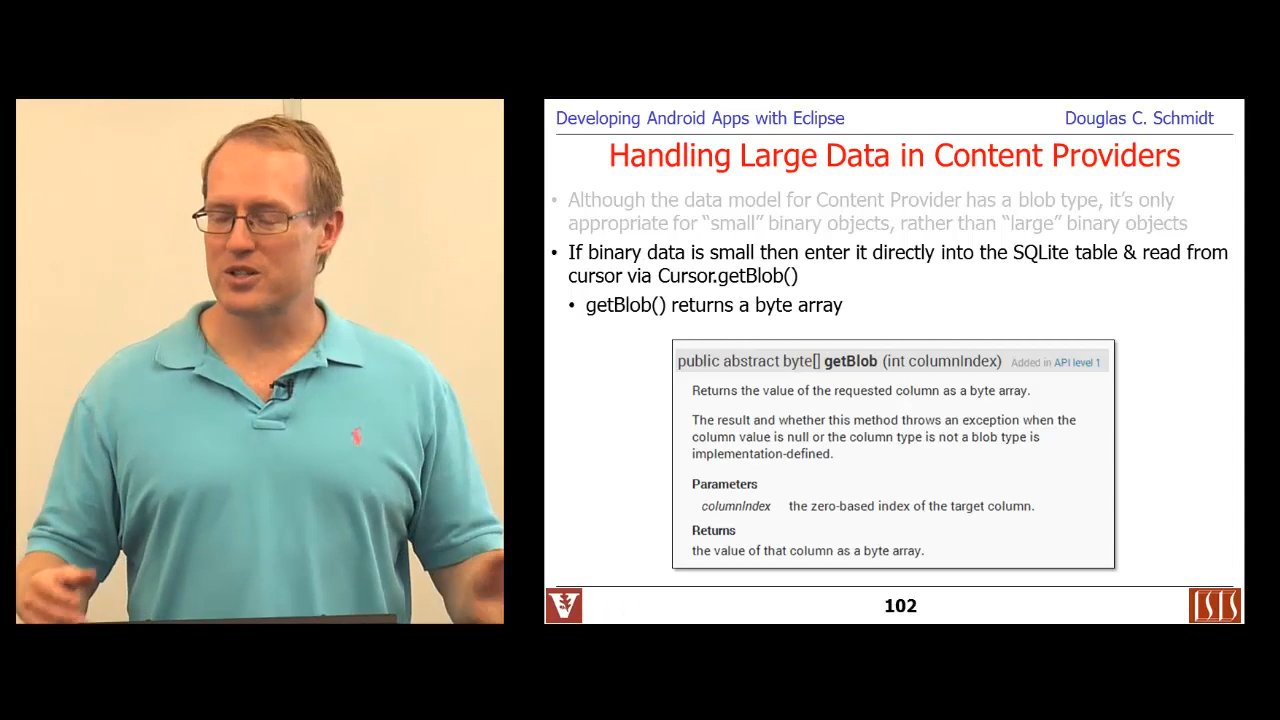 Developing Android Apps with Eclipse Douglas C. Schmidt
Handling Large Data in Content Providers
• Although the data model for Content Provider has a blob type, it's only
appropriate for “small” binary objects, rather than “large” binary objects
• If binary data is small then enter it directly into the SQLite table & read from
cursor via Cursor.getBlob()
• getBlob() returns a byte array
public abstract byte[] getBlob (int columnIndex) Added in API level 1
Returns the value of the requested column as a byte array.
The result and whether this method throws an exception when the
column value is null or the column type is not a blob type is
implementation-defined.
Parameters
columnIndex the zero-based index of the target column.
Returns
the value of that column as a byte array.
V
102
ISIS